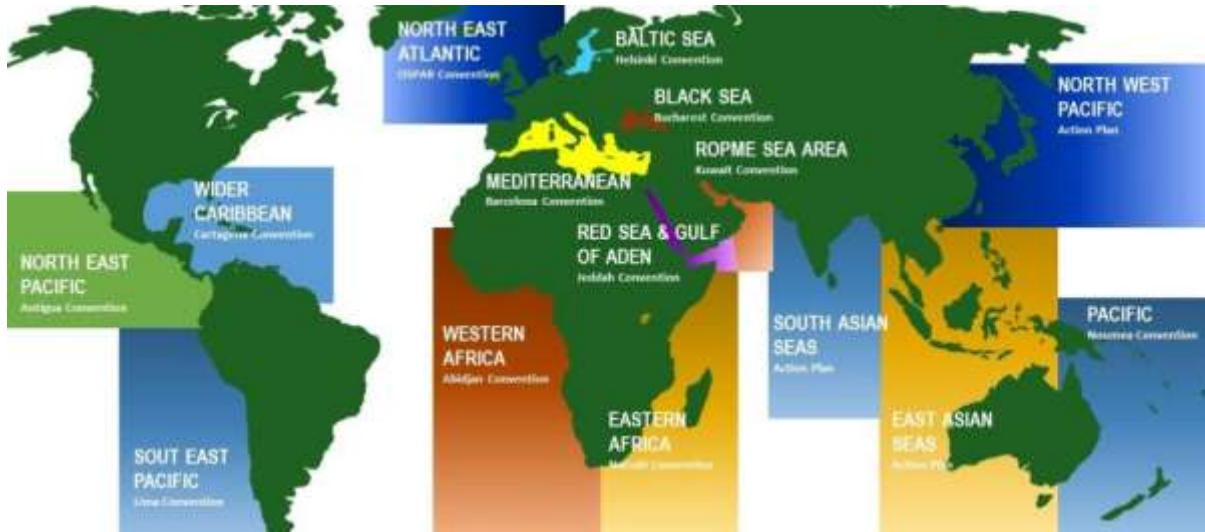 NORTH EAST
ATLANTIC
OSPAR Convention
BALTIC SEA
Helsinki Convention
BLACK SEA
Bucharest Convention
NORTH WEST
PACIFIC
Action Plan
ROPME SEA AREA
Kuwait Convention
MEDITERRANEAN
Barcelona Convention
WIDER
CARIBBEAN
Cartagena Convention
RED SEA & GULF
OF ADEN
Jeddah Convention
NORTH EAST
PACIFIC
Antigua Convention
WESTERN
AFRICA
Abidjan Convention
SOUTH ASIAN
SEAS
Action Plan
PACIFIC
Noumea Convention
EASTERN
AFRICA
Nairobi Convention
EAST ASIAN
SEAS
Action Plan
SOUT EAST
PACIFIC
Lima Convention